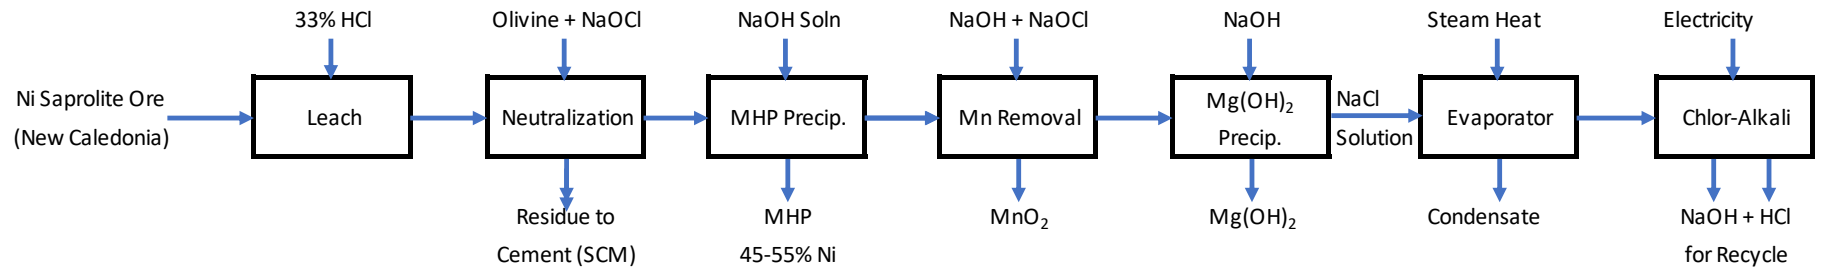 33% HCl
Olivine + NaOCl
NaOH Soln
NaOH + NaOCl
NaOH
Steam Heat
Electricity
Ni Saprolite Ore
(New Caledonia)
Leach
Neutralization
MHP Precip.
Mn Removal
Mg(OH)₂
Precip.
NaCl
Solution
Evaporator
Chlor-Alkali
Residue to
Cement (SCM)
MHP
45-55% Ni
MnO₂
Mg(OH)₂
Condensate
NaOH + HCl
for Recycle